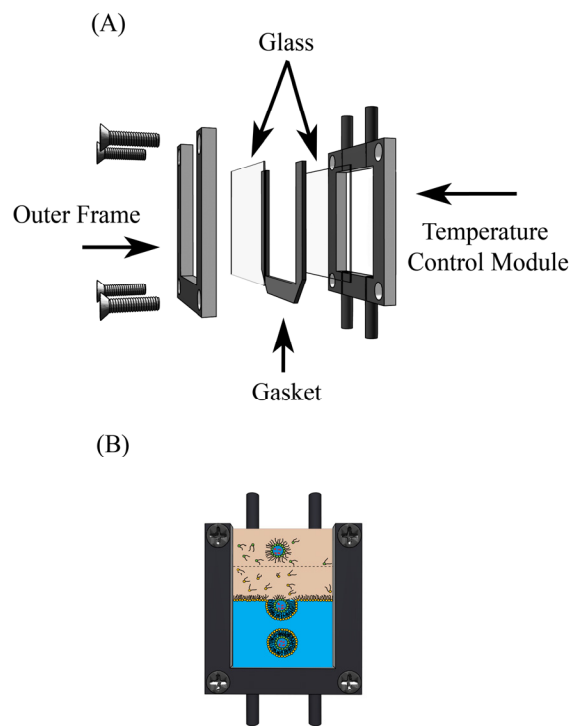 (A)
Glass
Outer Frame
Temperature
Control Module
Gasket
(B)